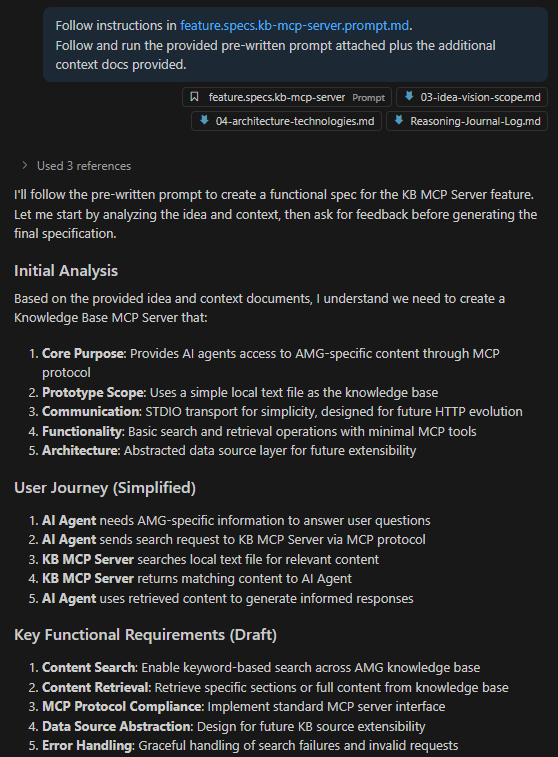 Follow instructions in feature.specs.kb-mcp-server.prompt.md.
Follow and run the provided pre-written prompt attached plus the additional
context docs provided.
feature.specs.kb-mcp-server Prompt
03-idea-vision-scope.md
04-architecture-technologies.md
Reasoning-Journal-Log.md
Used 3 references
I'll follow the pre-written prompt to create a functional spec for the KB MCP Server feature.
Let me start by analyzing the idea and context, then ask for feedback before generating the
final specification.
Initial Analysis
Based on the provided idea and context documents, I understand we need to create a
Knowledge Base MCP Server that:
1. Core Purpose: Provides AI agents access to AMG-specific content through MCP
protocol
2. Prototype Scope: Uses a simple local text file as the knowledge base
3. Communication: STDIO transport for simplicity, designed for future HTTP evolution
4. Functionality: Basic search and retrieval operations with minimal MCP tools
5. Architecture: Abstracted data source layer for future extensibility
User Journey (Simplified)
1. AI Agent needs AMG-specific information to answer user questions
2. AI Agent sends search request to KB MCP Server via MCP protocol
3. KB MCP Server searches local text file for relevant content
4. KB MCP Server returns matching content to AI Agent
5. AI Agent uses retrieved content to generate informed responses
Key Functional Requirements (Draft)
1. Content Search: Enable keyword-based search across AMG knowledge base
2. Content Retrieval: Retrieve specific sections or full content from knowledge base
3. MCP Protocol Compliance: Implement standard MCP server interface
4. Data Source Abstraction: Design for future KB source extensibility
5. Error Handling: Graceful handling of search failures and invalid requests